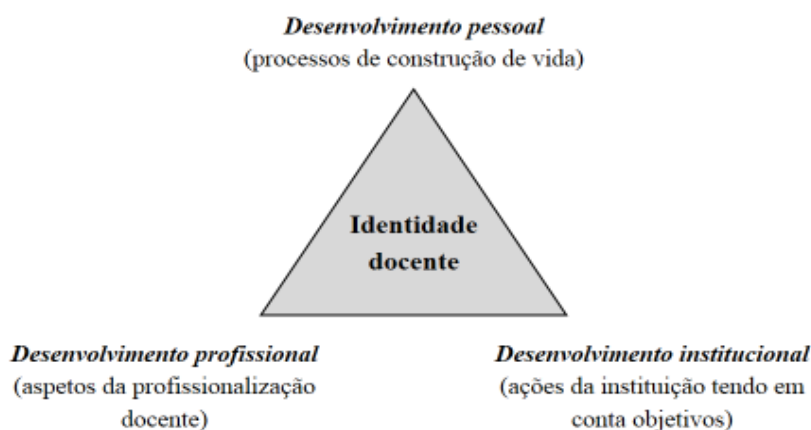 Desenvolvimento pessoal
(processos de construção de vida)
Identidade
docente
Desenvolvimento profissional
(aspetos da profissionalização
docente)
Desenvolvimento institucional
(ações da instituição tendo em
conta objetivos)